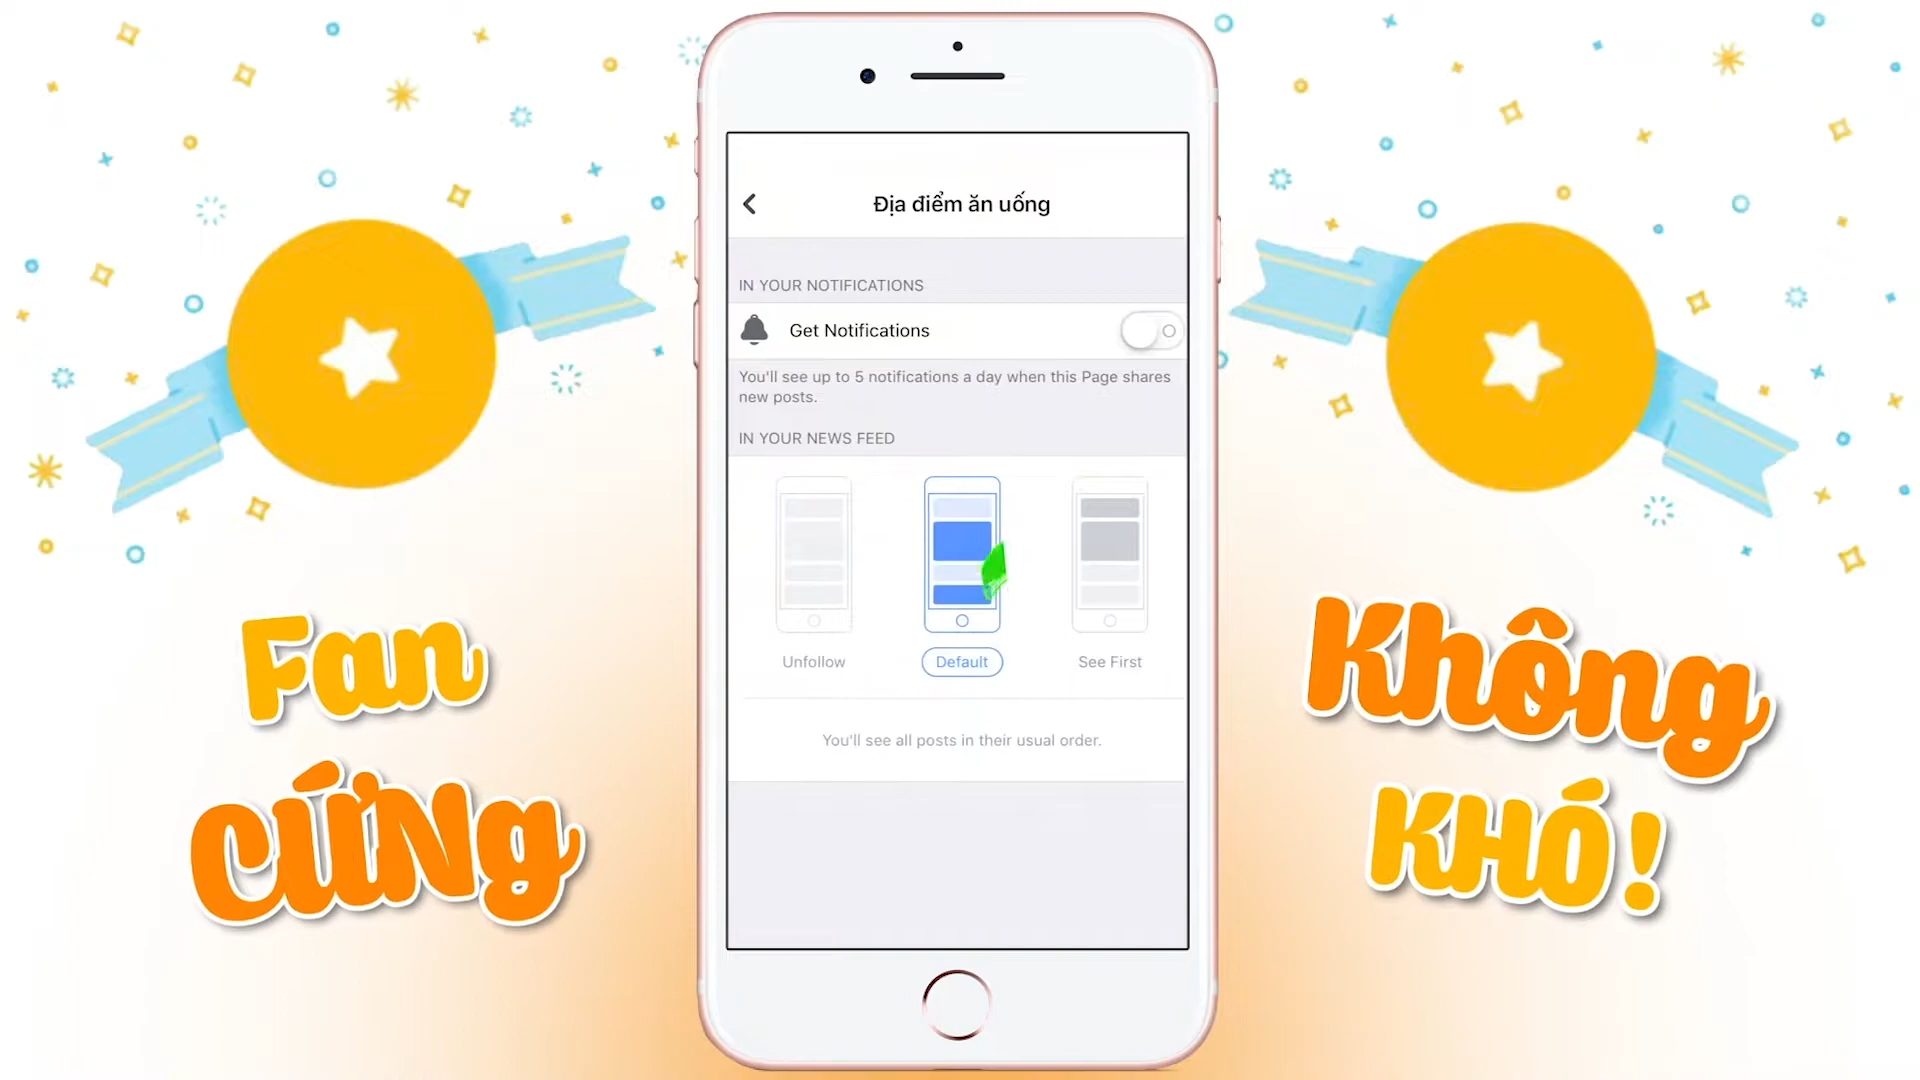 Địa điểm ăn uống
IN YOUR NOTIFICATIONS
Get Notifications
You'll see up to 5 notifications a day when this Page shares
new posts.
IN YOUR NEWS FEED
Unfollow
Default
See First
You'll see all posts in their usual order.
Fan
CỨNg
Không
KHÓ!